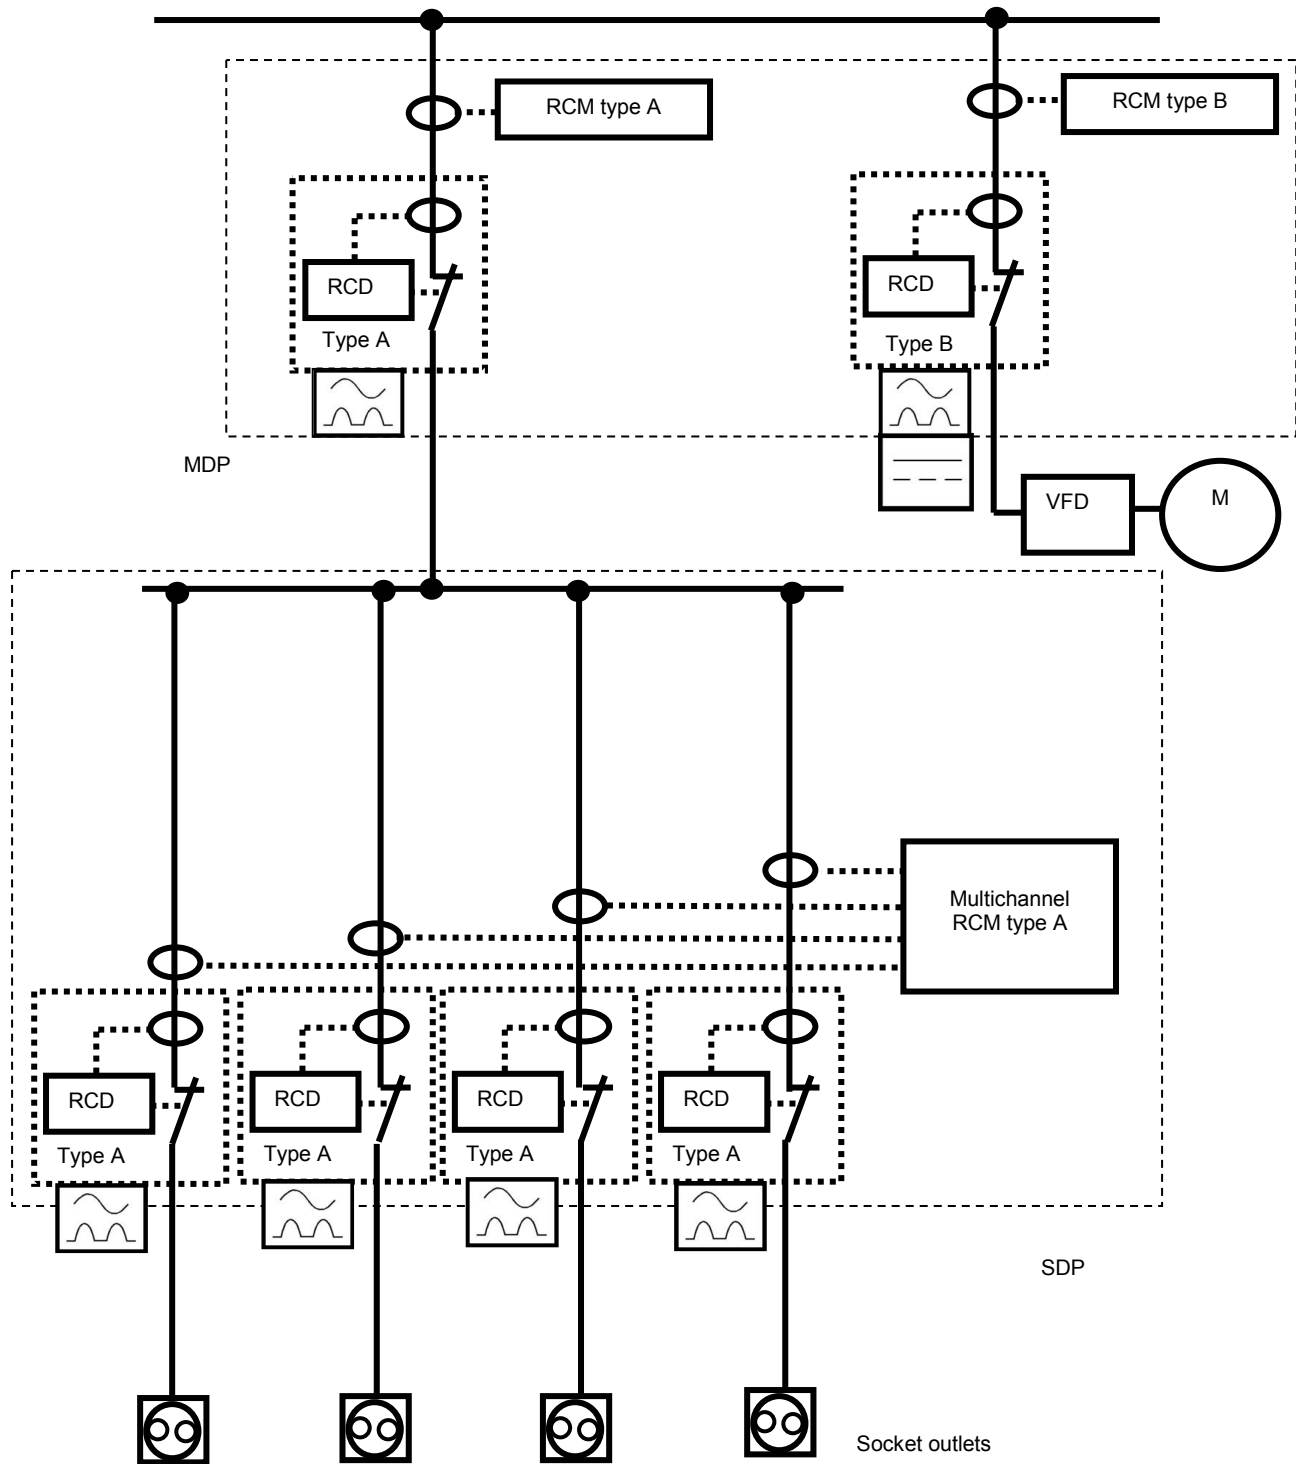 RCM type A
RCM type B
RCD
Type A
RCD
Type B
MDP
VFD
M
Multichannel
RCM type A
RCD
Type A
RCD
Type A
RCD
Type A
RCD
Type A
SDP
Socket outlets